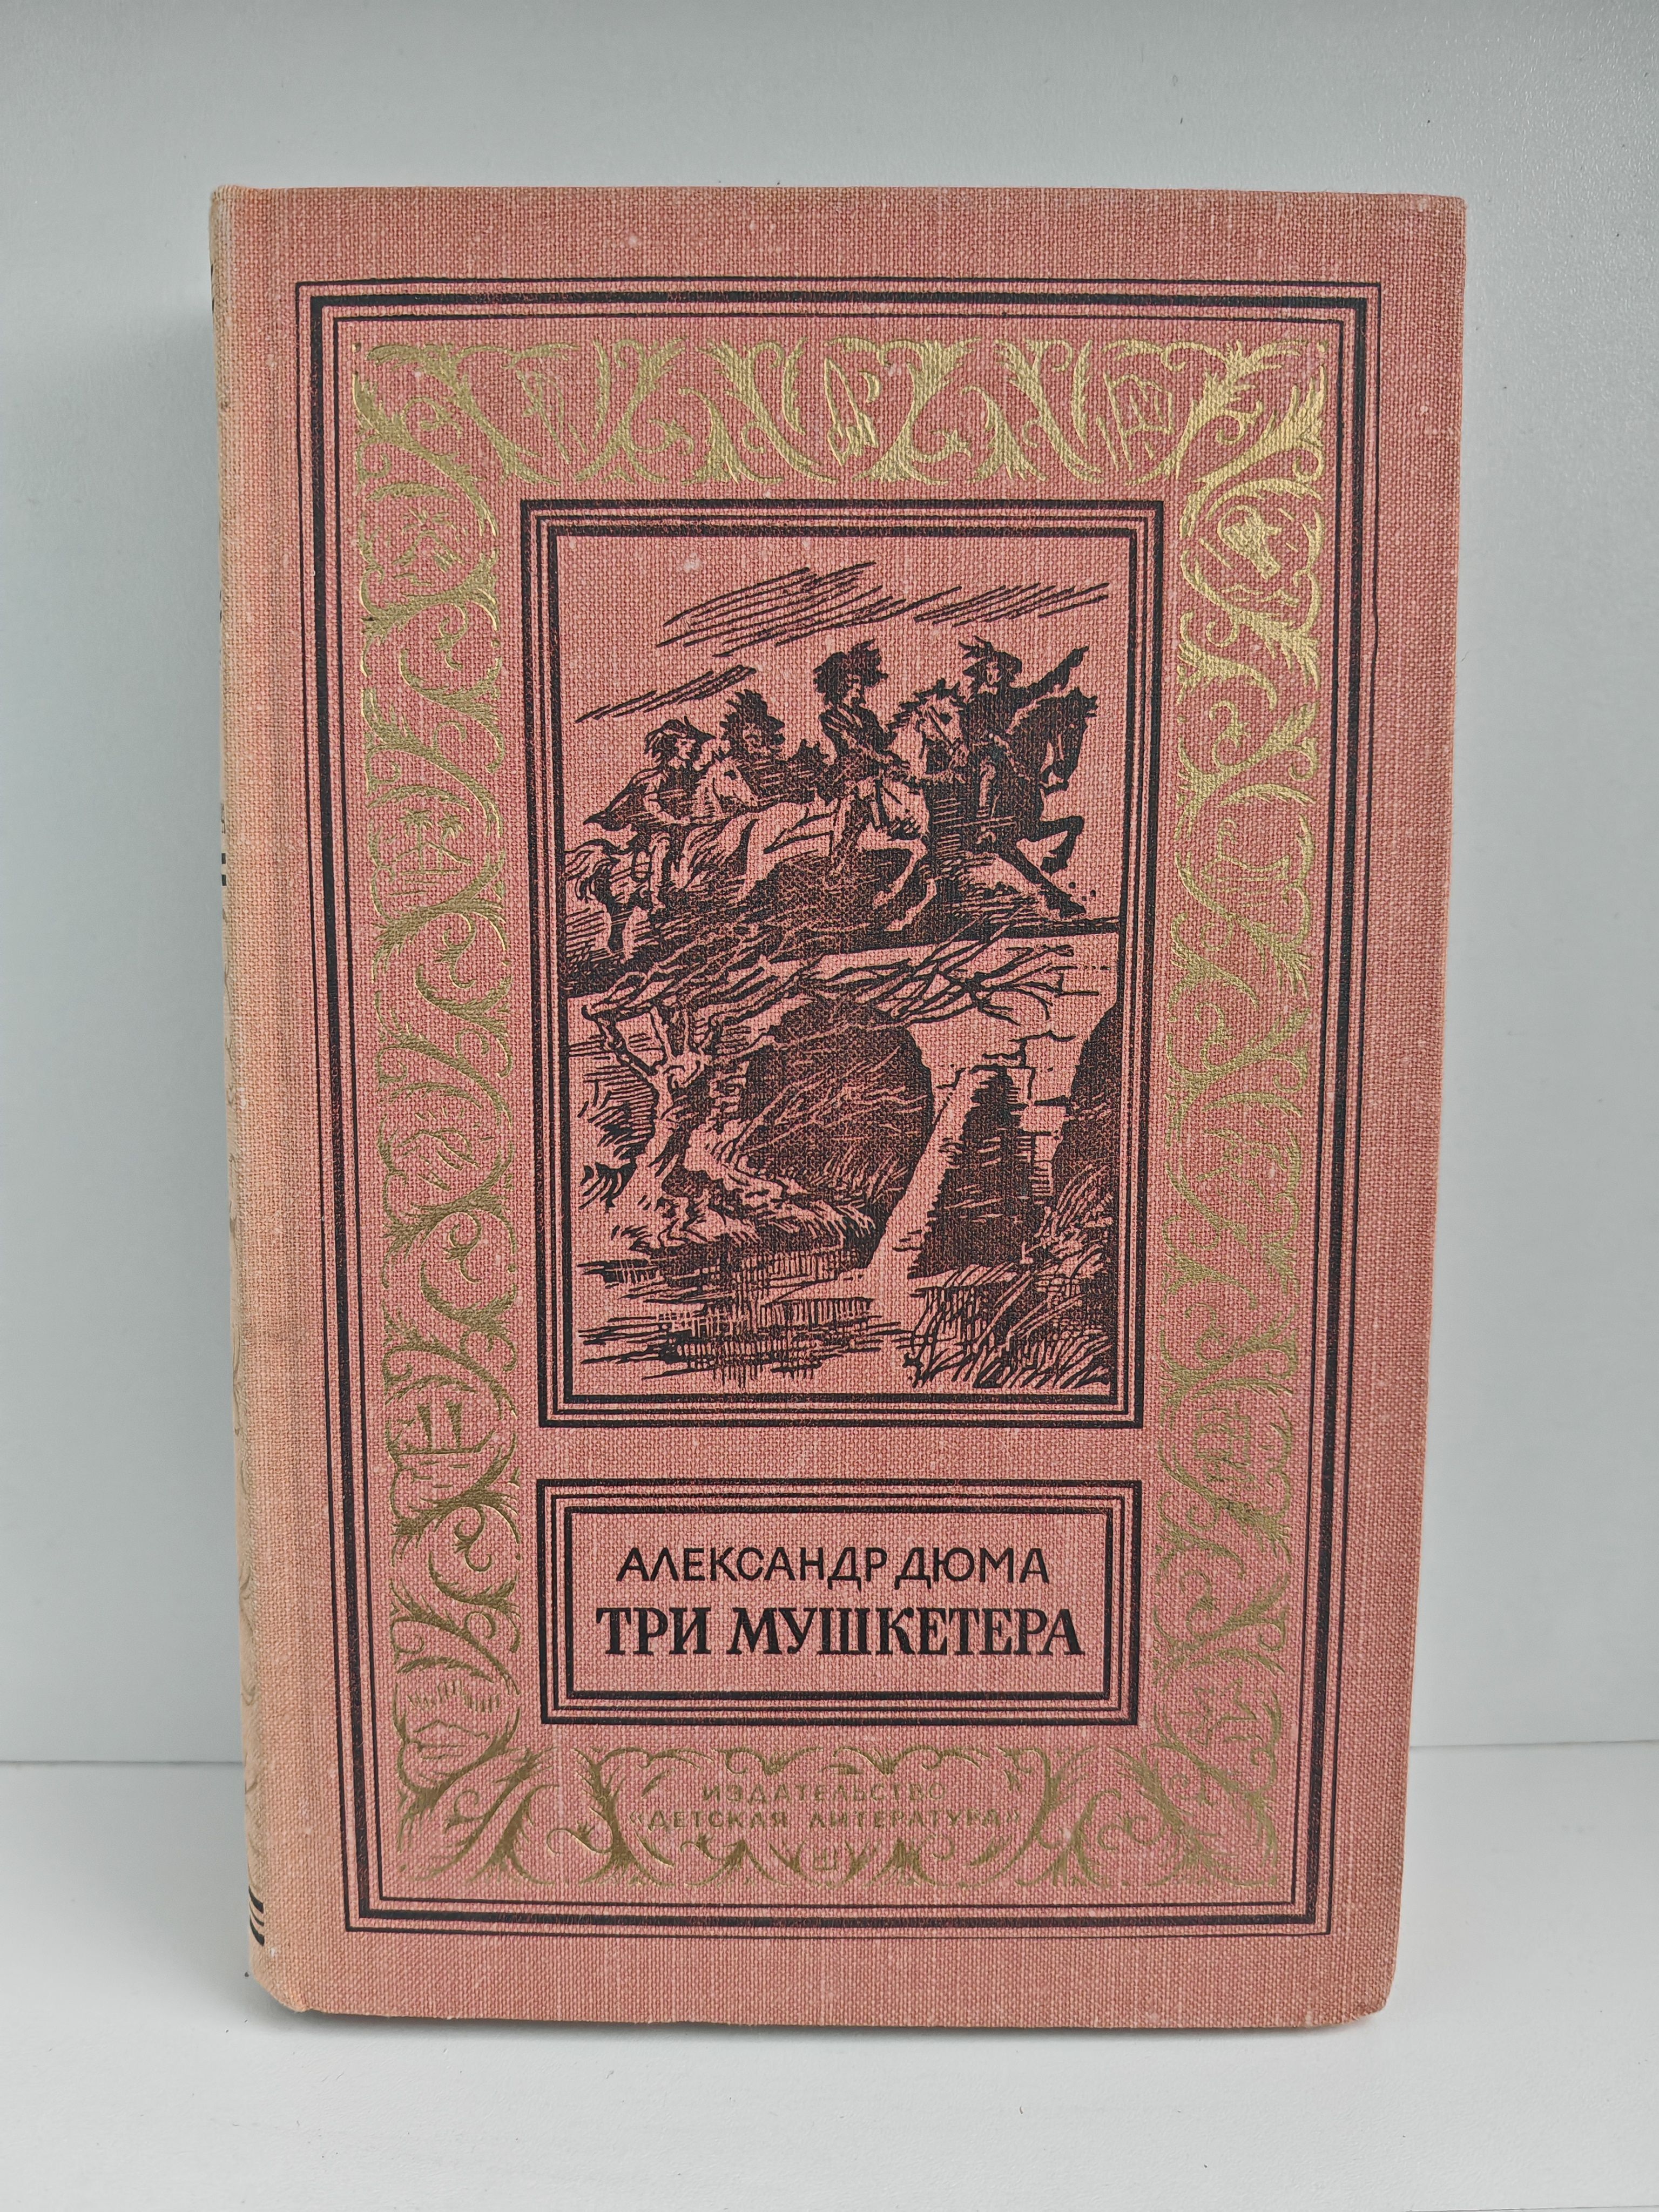 АЛЕКСАНДР ДЮМА
ТРИ МУШКЕТЕРА
ИЗДАТЕЛЬСТВО
«ДЕТСКАЯ ЛИТЕРАТУРА»